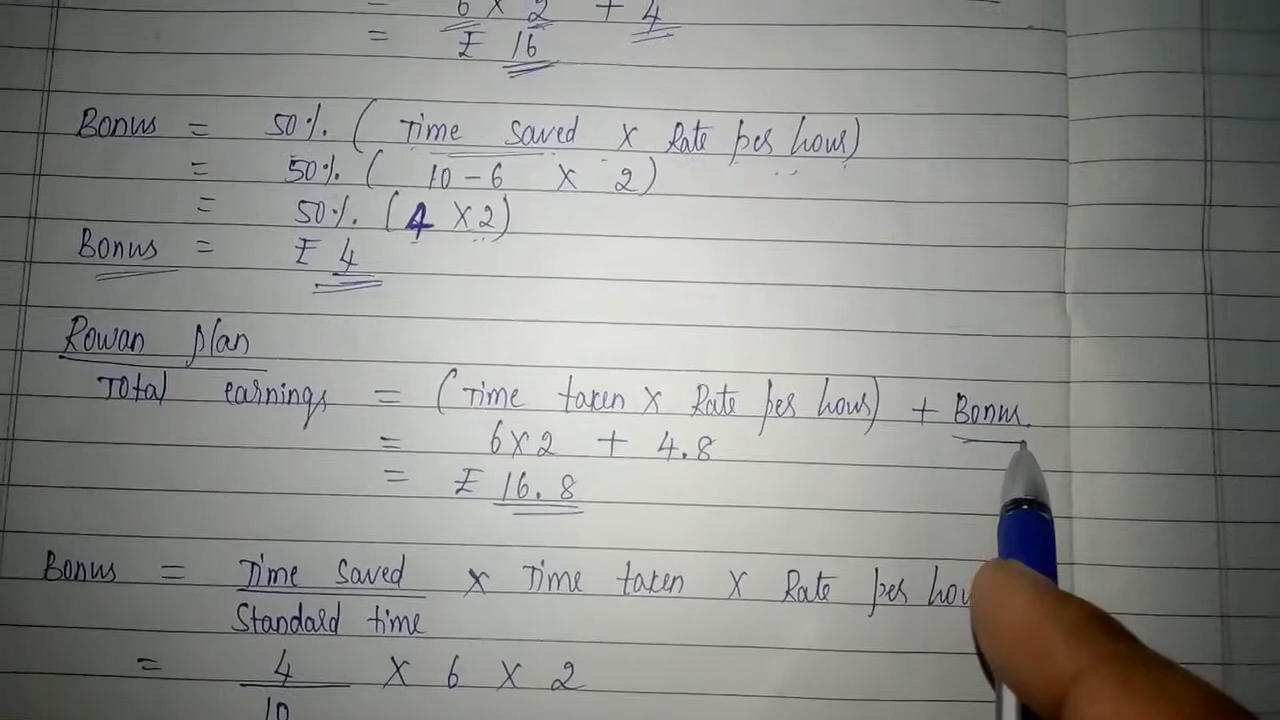 = 6 x 2 + 4
= ₹ 16
Bonus = 50% ( Time saved x Rate per hour)
= 50% ( 10 - 6 x 2)
= 50% (4 x 2)
Bonus = ₹ 4
Rowan plan
Total earnings = (Time taken x Rate per hour) + Bonus.
= 6x2 + 4.8
= ₹ 16.8
Bonus = Time saved x Time taken x Rate per hou
Standard time
= 4 x 6 x 2
10